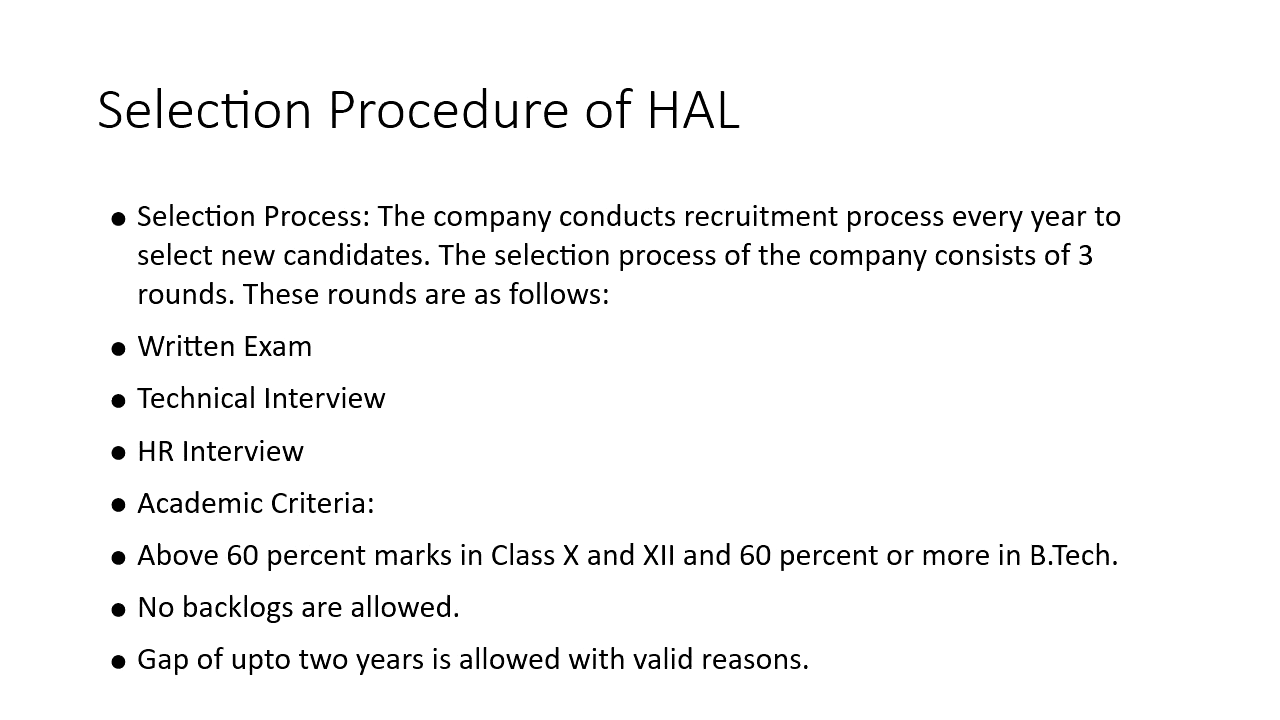 Selection Procedure of HAL
● Selection Process: The company conducts recruitment process every year to
select new candidates. The selection process of the company consists of 3
rounds. These rounds are as follows:
● Written Exam
● Technical Interview
● HR Interview
● Academic Criteria:
● Above 60 percent marks in Class X and XII and 60 percent or more in B.Tech.
● No backlogs are allowed.
● Gap of upto two years is allowed with valid reasons.